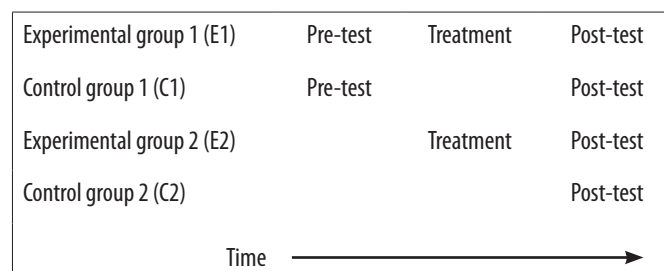 Experimental group 1 (E1) Pre-test Treatment Post-test
Control group 1 (C1) Pre-test Post-test
Experimental group 2 (E2) Treatment Post-test
Control group 2 (C2) Post-test
Time